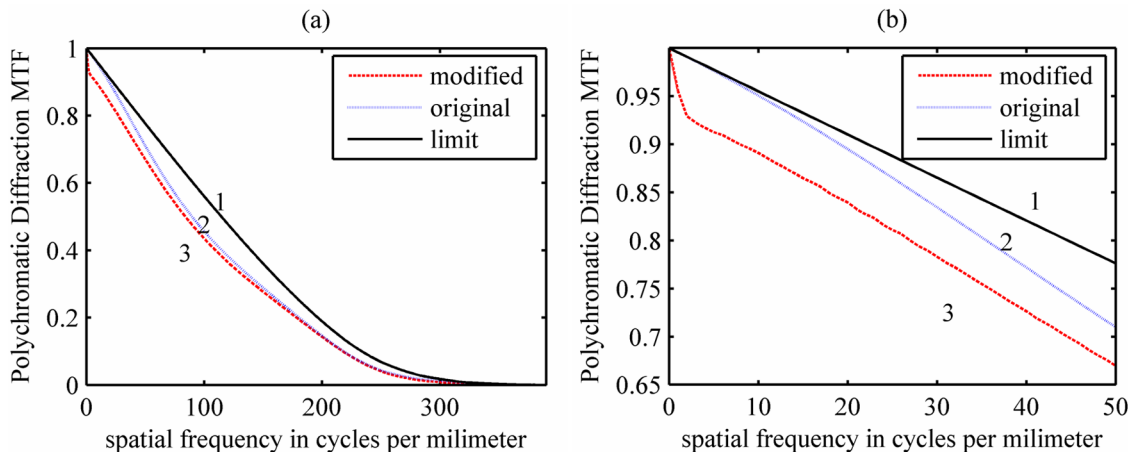 (a)
Polychromatic Diffraction MTF
1
0.8
0.6
0.4
0.2
0
0
100
200
300
spatial frequency in cycles per milimeter
modified
original
limit
1
2
3
(b)
Polychromatic Diffraction MTF
0.95
0.9
0.85
0.8
0.75
0.7
0.65
0
10
20
30
40
50
spatial frequency in cycles per milimeter
modified
original
limit
1
2
3